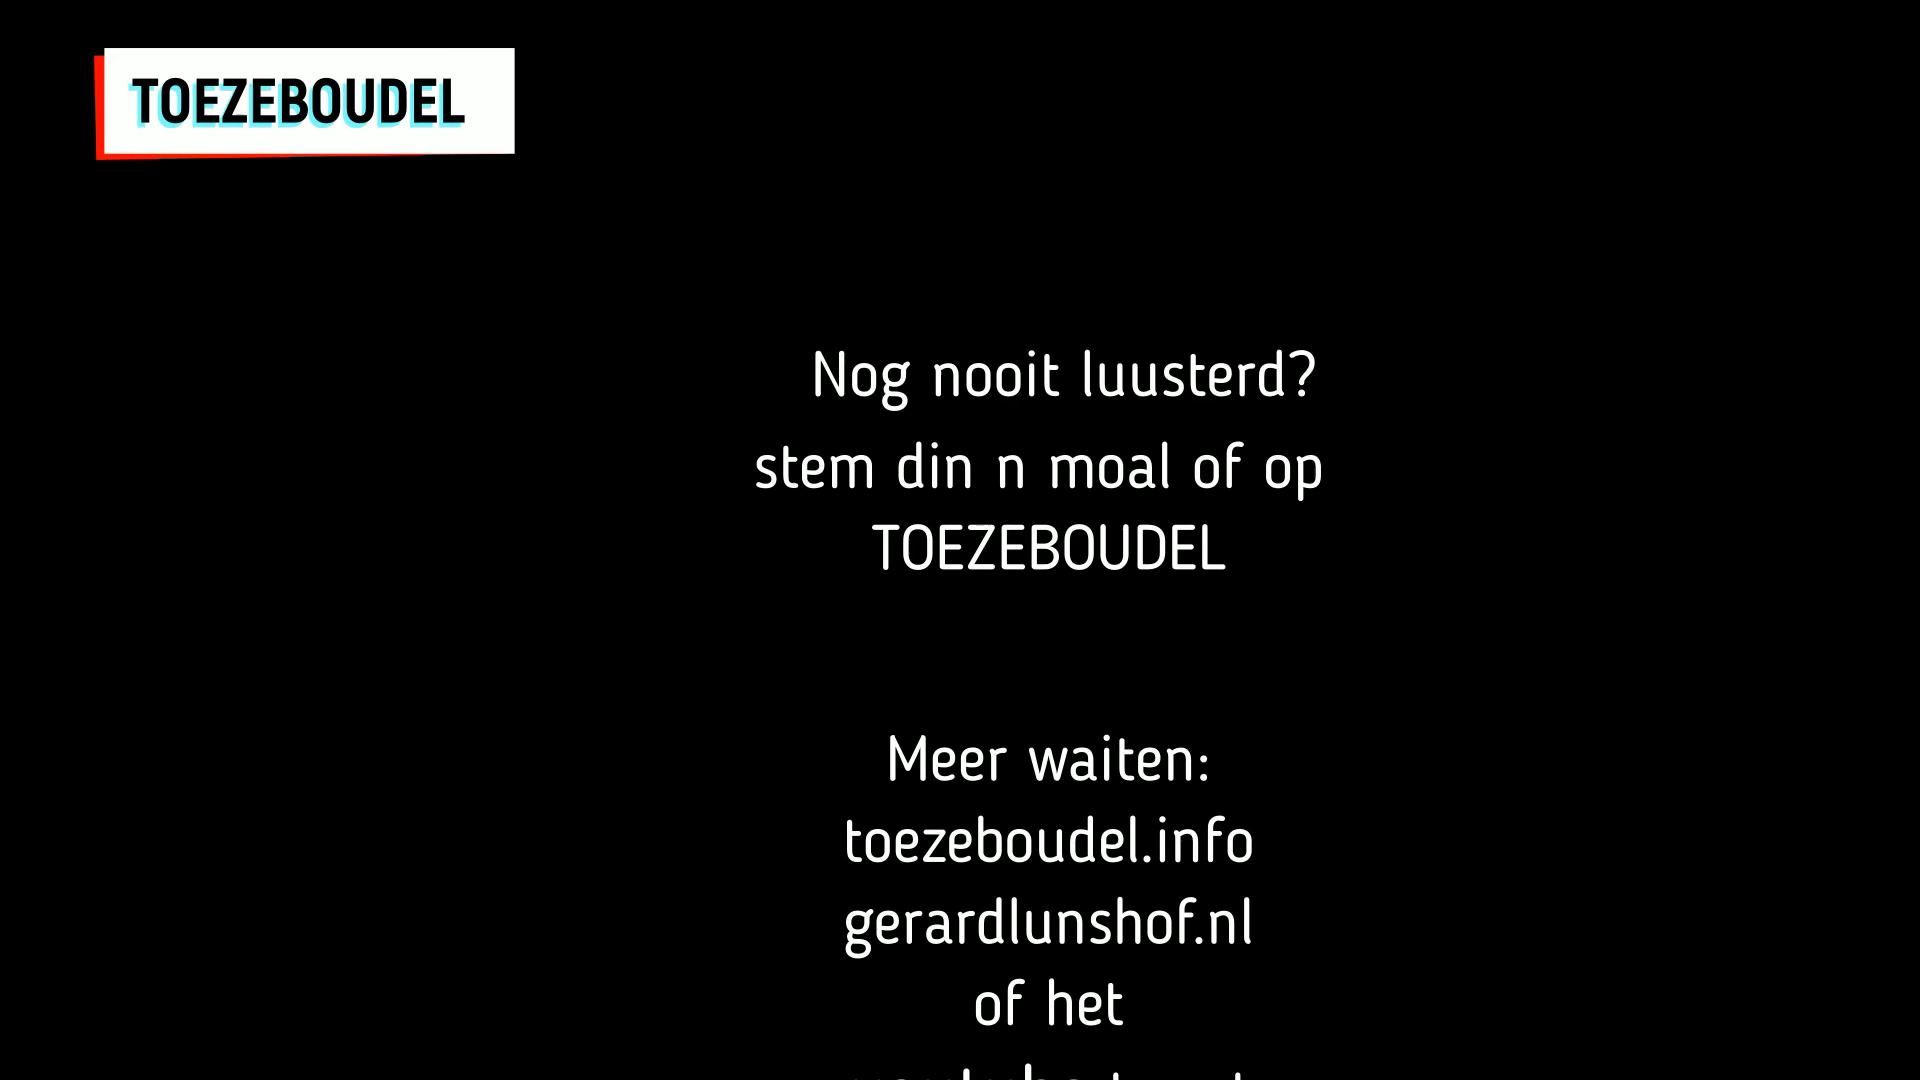 TOEZEBOUDEL
Nog nooit luusterd?
stem din n moal of op
TOEZEBOUDEL
Meer waiten:
toezeboudel.info
gerardlunshof.nl
of het